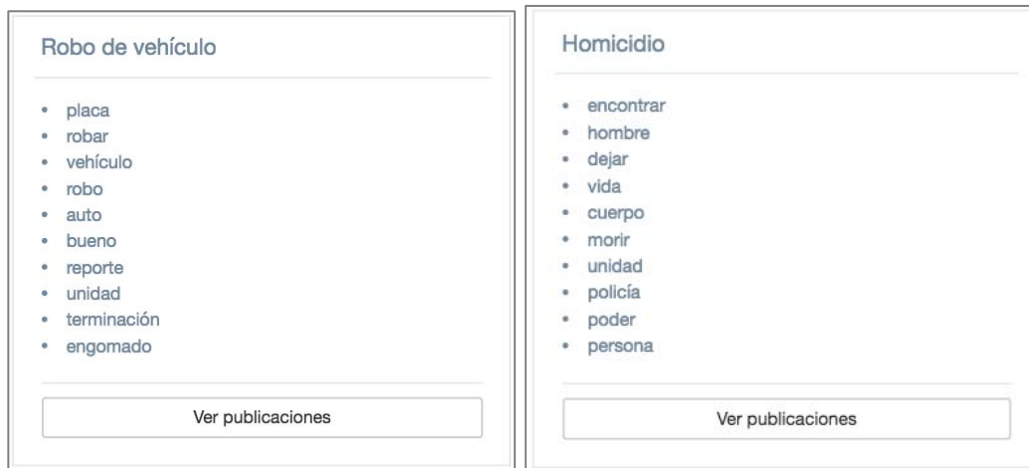 Robo de vehículo
• placa
• robar
• vehículo
• robo
• auto
• bueno
• reporte
• unidad
• terminación
• engomado
Ver publicaciones
Homicidio
• encontrar
• hombre
• dejar
• vida
• cuerpo
• morir
• unidad
• policía
• poder
• persona
Ver publicaciones